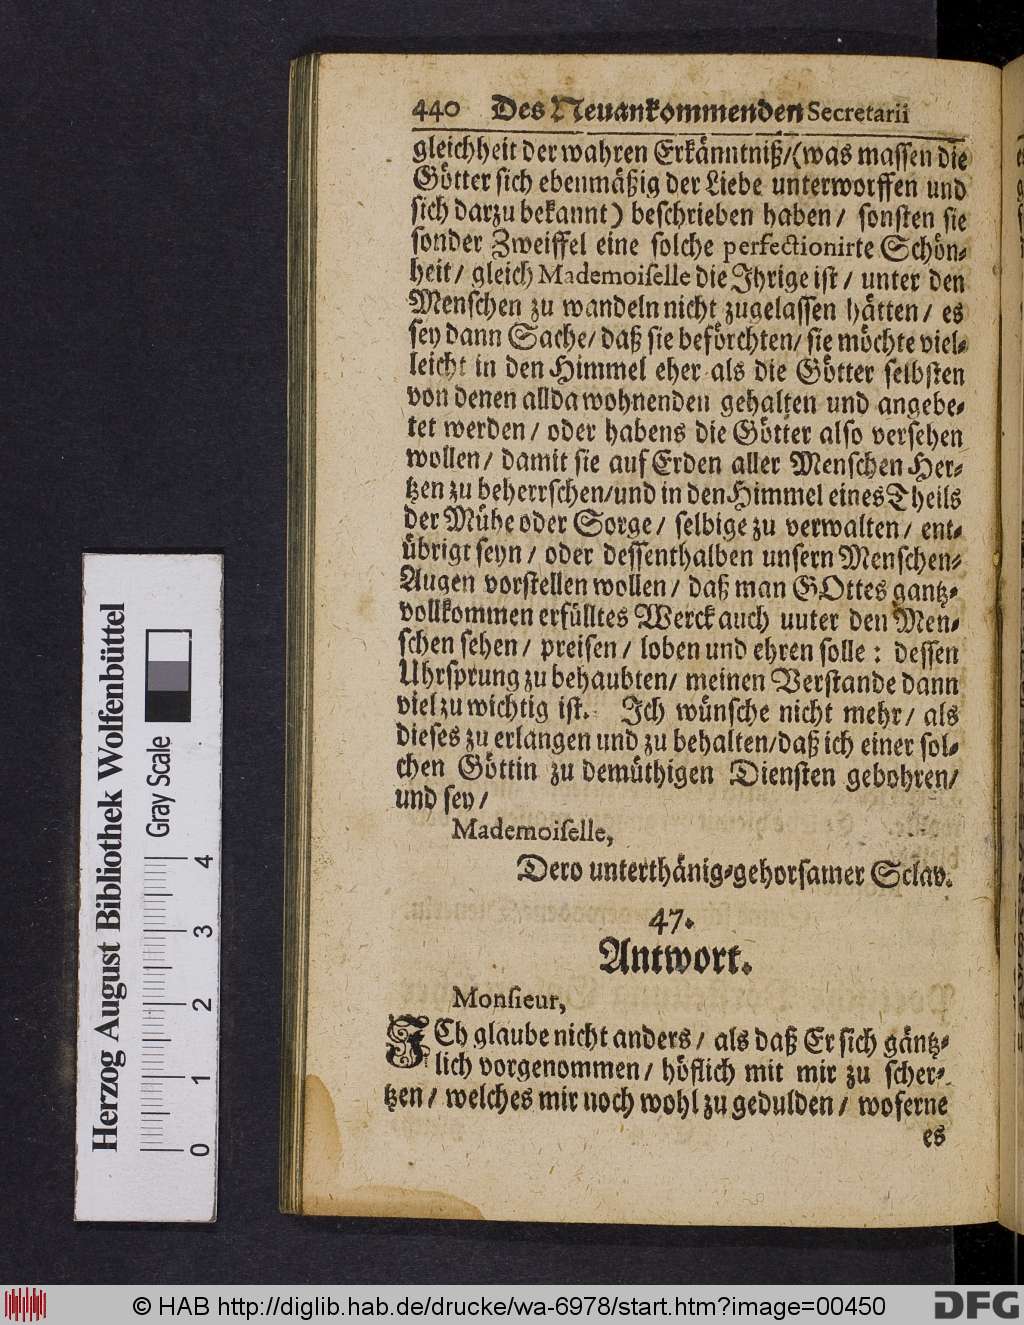 440 Des Neuankommenden Secretarii
gleichheit der wahren Erkänntniß/(was massen die
Götter sich ebenmäßig der Liebe unterworffen und
sich darzu bekannt) beschrieben haben/ sonsten sie
sonder Zweiffel eine solche perfectionirte Schön-
heit/ gleich Mademoiselle die Jhrige ist/ unter den
Menschen zu wandeln nicht zugelassen hätten/ es
sey dann Sache/ daß sie beförchten/ sie möchte viel-
leicht in den Himmel eher als die Götter selbsten
von denen allda wohnenden gehalten und angebe-
tet werden/ oder habens die Götter also versehen
wollen/ damit sie auf Erden aller Menschen Her-
tzen zu beherrschen/und in den Himmel eines Theils
der Mühe oder Sorge/ selbige zu verwalten/ ent-
übrigt seyn/ oder dessenthalben unsern Menschen-
Augen vorstellen wollen/ daß man GOttes gantz-
vollkommen erfülltes Werck auch uuter den Men-
schen sehen/ preisen/ loben und ehren solle: dessen
Uhrsprung zu behaubten/ meinen Verstande dann
viel zu wichtig ist. Jch wünsche nicht mehr/ als
dieses zu erlangen und zu behalten/daß ich einer sol-
chen Göttin zu demüthigen Diensten gebohren/
und sey/
Mademoiselle,
Dero unterthänig-gehorsamer Sclav.
47.
Antwort.
Monsieur,
JCh glaube nicht anders/ als daß Er sich gäntz-
lich vorgenommen/ höflich mit mir zu scher-
tzen/ welches mir noch wohl zu gedulden/ woferne
es
Herzog August Bibliothek Wolfenbüttel
Gray Scale
0 1 2 3 4
© HAB http://diglib.hab.de/drucke/wa-6978/start.htm?image=00450
DFG